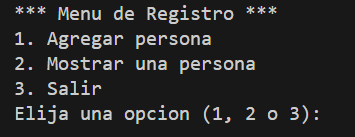 *** Menu de Registro ***
1. Agregar persona
2. Mostrar una persona
3. Salir
Elija una opcion (1, 2 o 3):